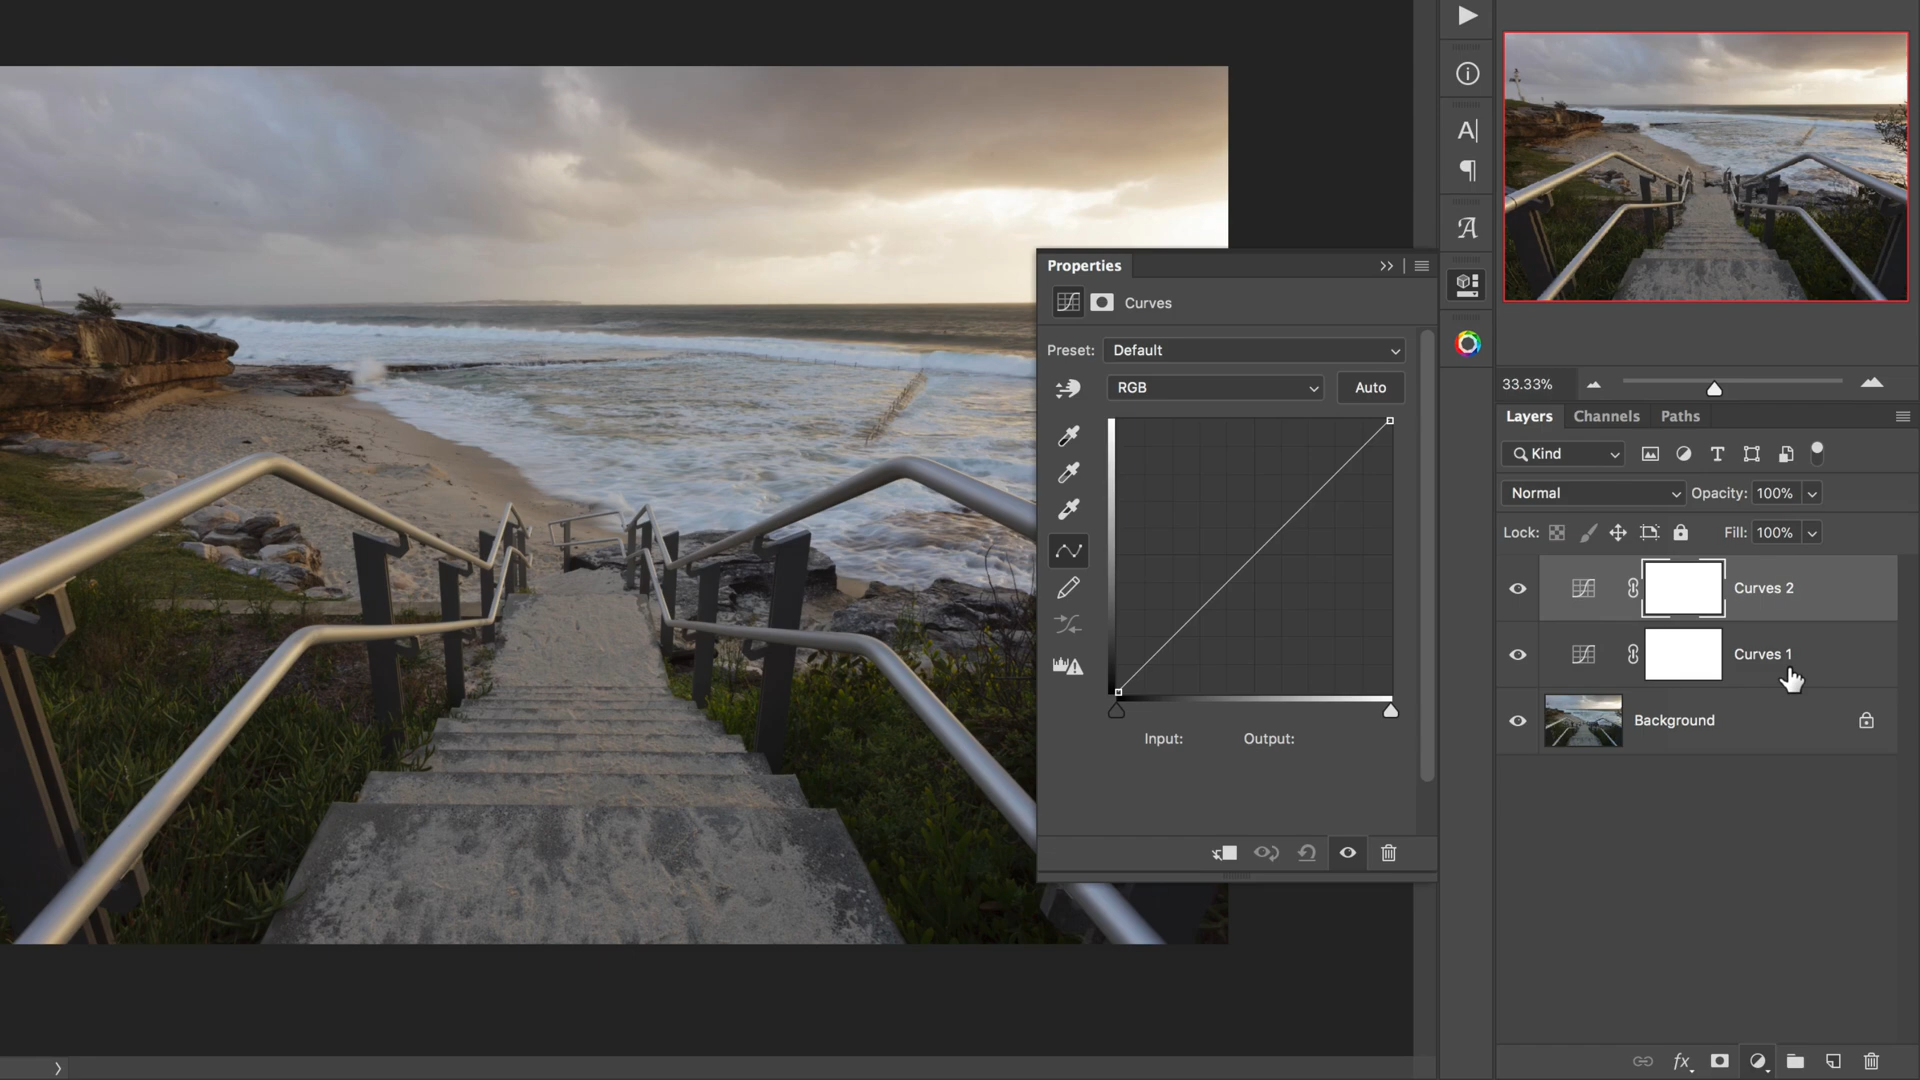 Properties
Curves
Preset: Default
RGB
Auto
Input:
Output:
33.33%
Layers Channels Paths
Kind
Normal
Opacity: 100%
Lock:
Fill: 100%
Curves 2
Curves 1
Background